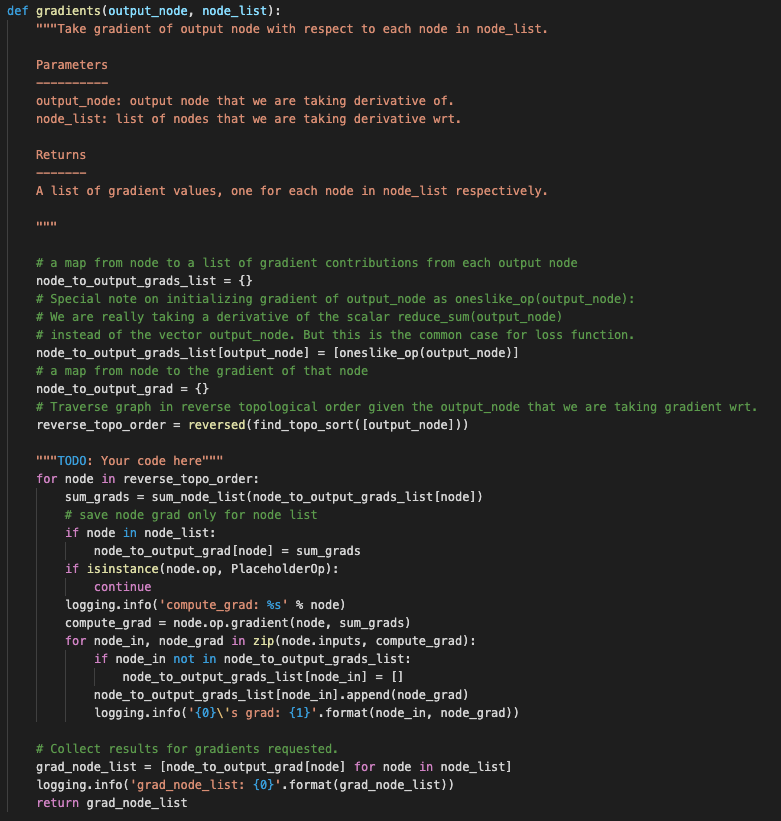 def gradients(output_node, node_list):
    """Take gradient of output node with respect to each node in node_list.

    Parameters
    ----------
    output_node: output node that we are taking derivative of.
    node_list: list of nodes that we are taking derivative wrt.

    Returns
    -------
    A list of gradient values, one for each node in node_list respectively.

    """

    # a map from node to a list of gradient contributions from each output node
    node_to_output_grads_list = {}
    # Special note on initializing gradient of output_node as oneslike_op(output_node):
    # We are really taking a derivative of the scalar reduce_sum(output_node)
    # instead of the vector output_node. But this is the common case for loss function.
    node_to_output_grads_list[output_node] = [oneslike_op(output_node)]
    # a map from node to the gradient of that node
    node_to_output_grad = {}
    # Traverse graph in reverse topological order given the output_node that we are taking gradient wrt.
    reverse_topo_order = reversed(find_topo_sort([output_node]))

    """TODO: Your code here"""
    for node in reverse_topo_order:
        sum_grads = sum_node_list(node_to_output_grads_list[node])
        # save node grad only for node list
        if node in node_list:
            node_to_output_grad[node] = sum_grads
        if isinstance(node.op, PlaceholderOp):
            continue
        logging.info('compute_grad: %s' % node)
        compute_grad = node.op.gradient(node, sum_grads)
        for node_in, node_grad in zip(node.inputs, compute_grad):
            if node_in not in node_to_output_grads_list:
                node_to_output_grads_list[node_in] = []
            node_to_output_grads_list[node_in].append(node_grad)
            logging.info('{0}\'s grad: {1}'.format(node_in, node_grad))

    # Collect results for gradients requested.
    grad_node_list = [node_to_output_grad[node] for node in node_list]
    logging.info('grad_node_list: {0}'.format(grad_node_list))
    return grad_node_list